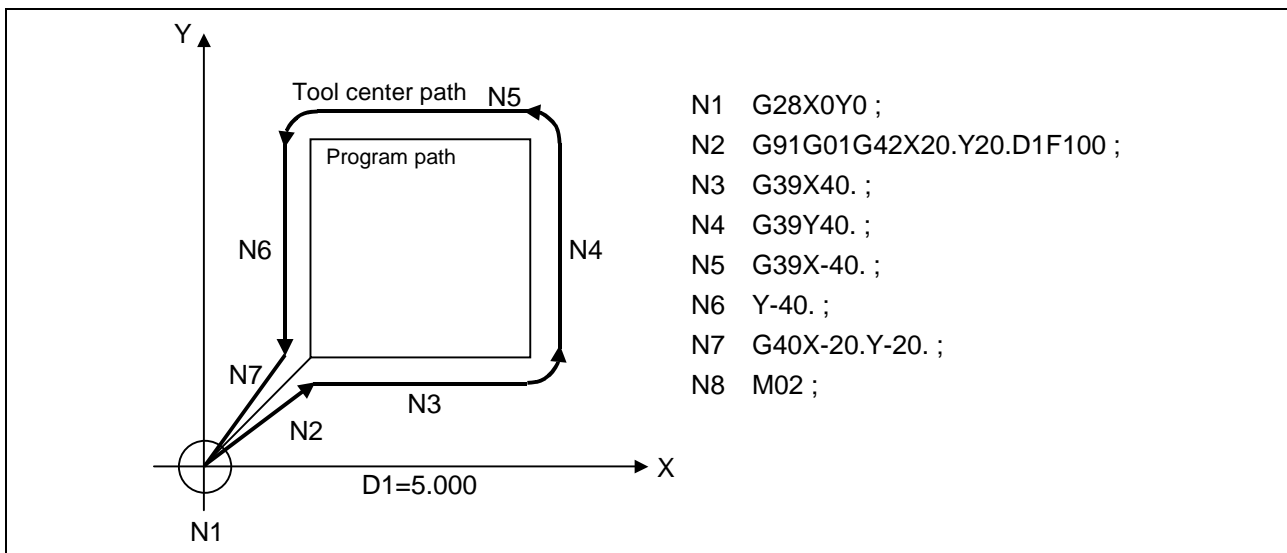 Y
Tool center path
N5
Program path
N6
N4
N7
N3
N2
X
D1=5.000
N1
N1 G28X0Y0 ;
N2 G91G01G42X20.Y20.D1F100 ;
N3 G39X40. ;
N4 G39Y40. ;
N5 G39X-40. ;
N6 Y-40. ;
N7 G40X-20.Y-20. ;
N8 M02 ;